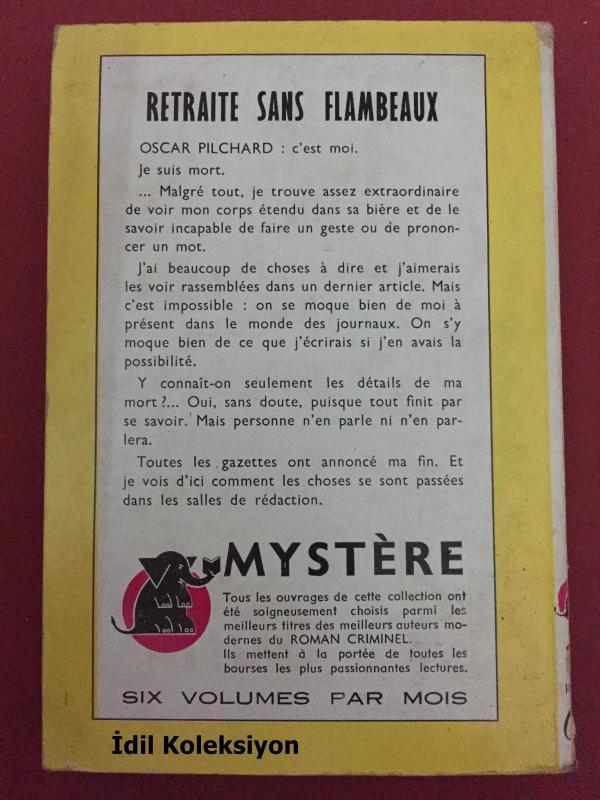 RETRAITE SANS FLAMBEAUX
OSCAR PILCHARD : c'est moi.
Je suis mort.
... Malgré tout, je trouve assez extraordinaire
de voir mon corps étendu dans sa bière et de le
savoir incapable de faire un geste ou de pronon-
cer un mot.
J'ai beaucoup de choses à dire et j'aimerais
les voir rassemblées dans un dernier article. Mais
c'est impossible : on se moque bien de moi à
présent dans le monde des journaux. On s'y
moque bien de ce que j'écrirais si j'en avais la
possibilité.
Y connaît-on seulement les détails de ma
mort ?... Oui, sans doute, puisque tout finit par
se savoir. Mais personne n'en parle ni n'en par-
lera.
Toutes les gazettes ont annoncé ma fin. Et
je vois d'ici comment les choses se sont passées
dans les salles de rédaction.
MYSTÈRE
Tous les ouvrages de cette collection ont
été soigneusement choisis parmi les
meilleurs titres des meilleurs auteurs mo-
dernes du ROMAN CRIMINEL.
Ils mettent à la portée de toutes les
bourses les plus passionnantes lectures.
SIX VOLUMES PAR MOIS
İdil Koleksiyon